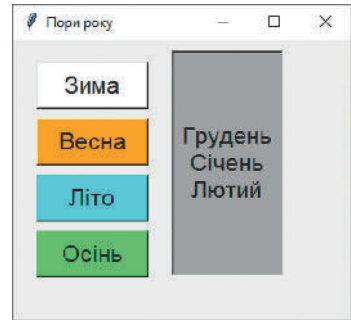 Пори року
Зима
Весна
Літо
Осінь
Грудень
Січень
Лютий